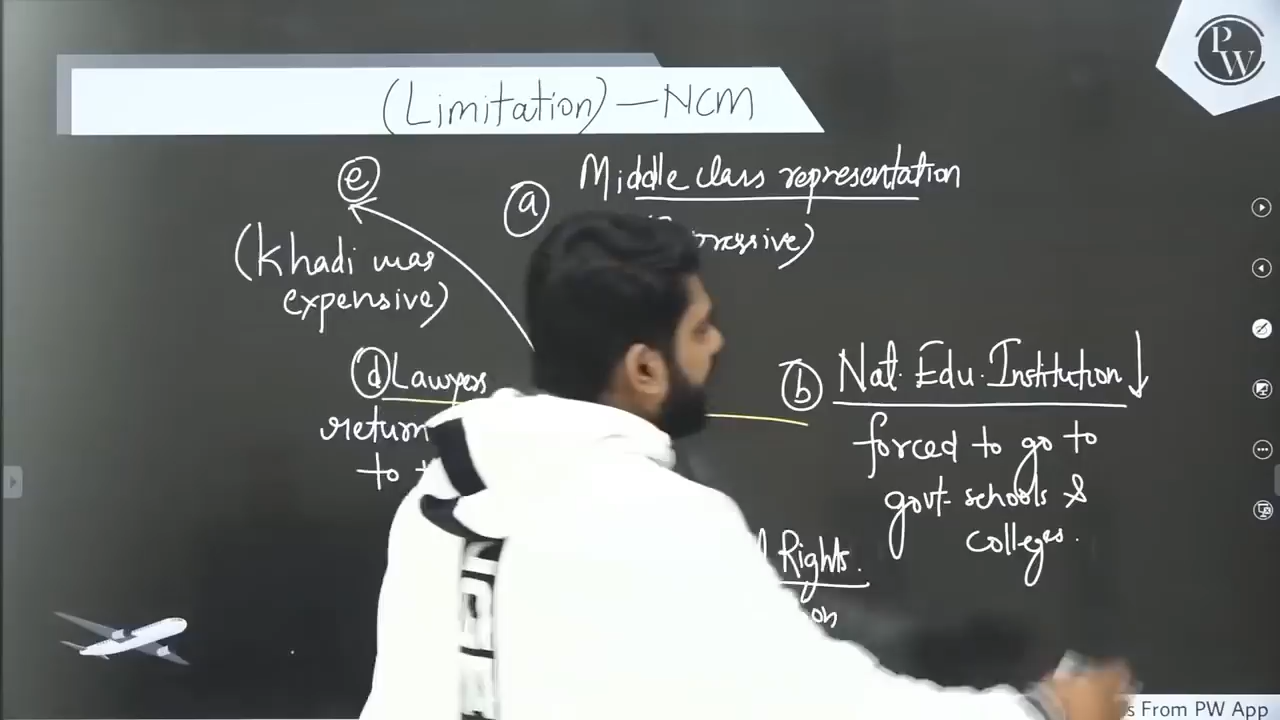 PW
(Limitation) — NCM
(e)
(a) Middle class representation
(Khadi was
expensive)
(d) Lawyers
return
to
(b) Nat. Edu. Institution ↓
forced to go to
govt- schools &
colleges.
Rights.
s From PW App